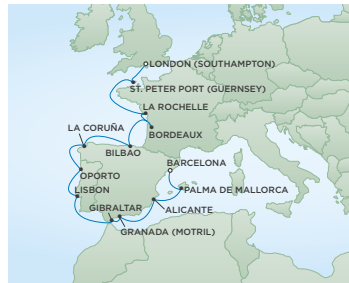 LONDON (SOUTHAMPTON)
ST. PETER PORT (GUERNSEY)
LA ROCHELLE
LA CORUÑA
BORDEAUX
BILBAO
BARCELONA
OPORTO
PALMA DE MALLORCA
LISBON
GIBRALTAR
ALICANTE
GRANADA (MOTRIL)